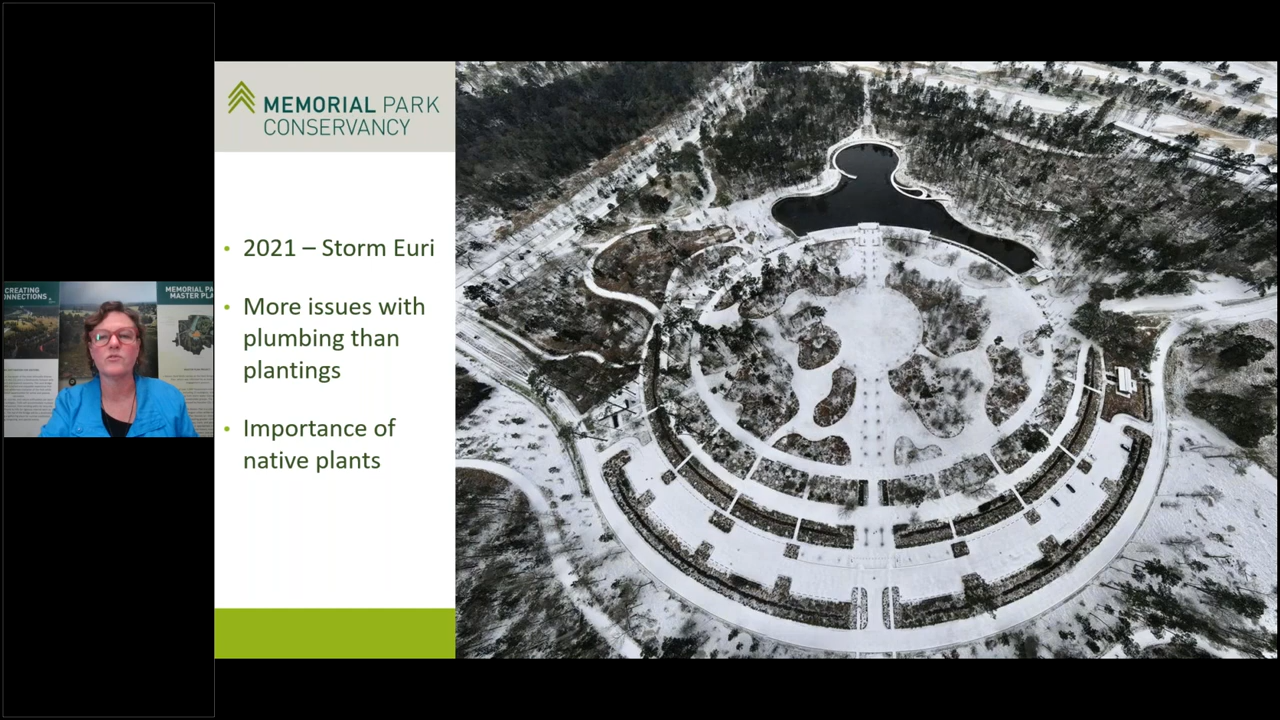 CREATING
CONNECTIONS
MEMORIAL PA
MASTER PLA
MEMORIAL PARK
CONSERVANCY
• 2021 – Storm Euri
• More issues with
plumbing than
plantings
• Importance of
native plants